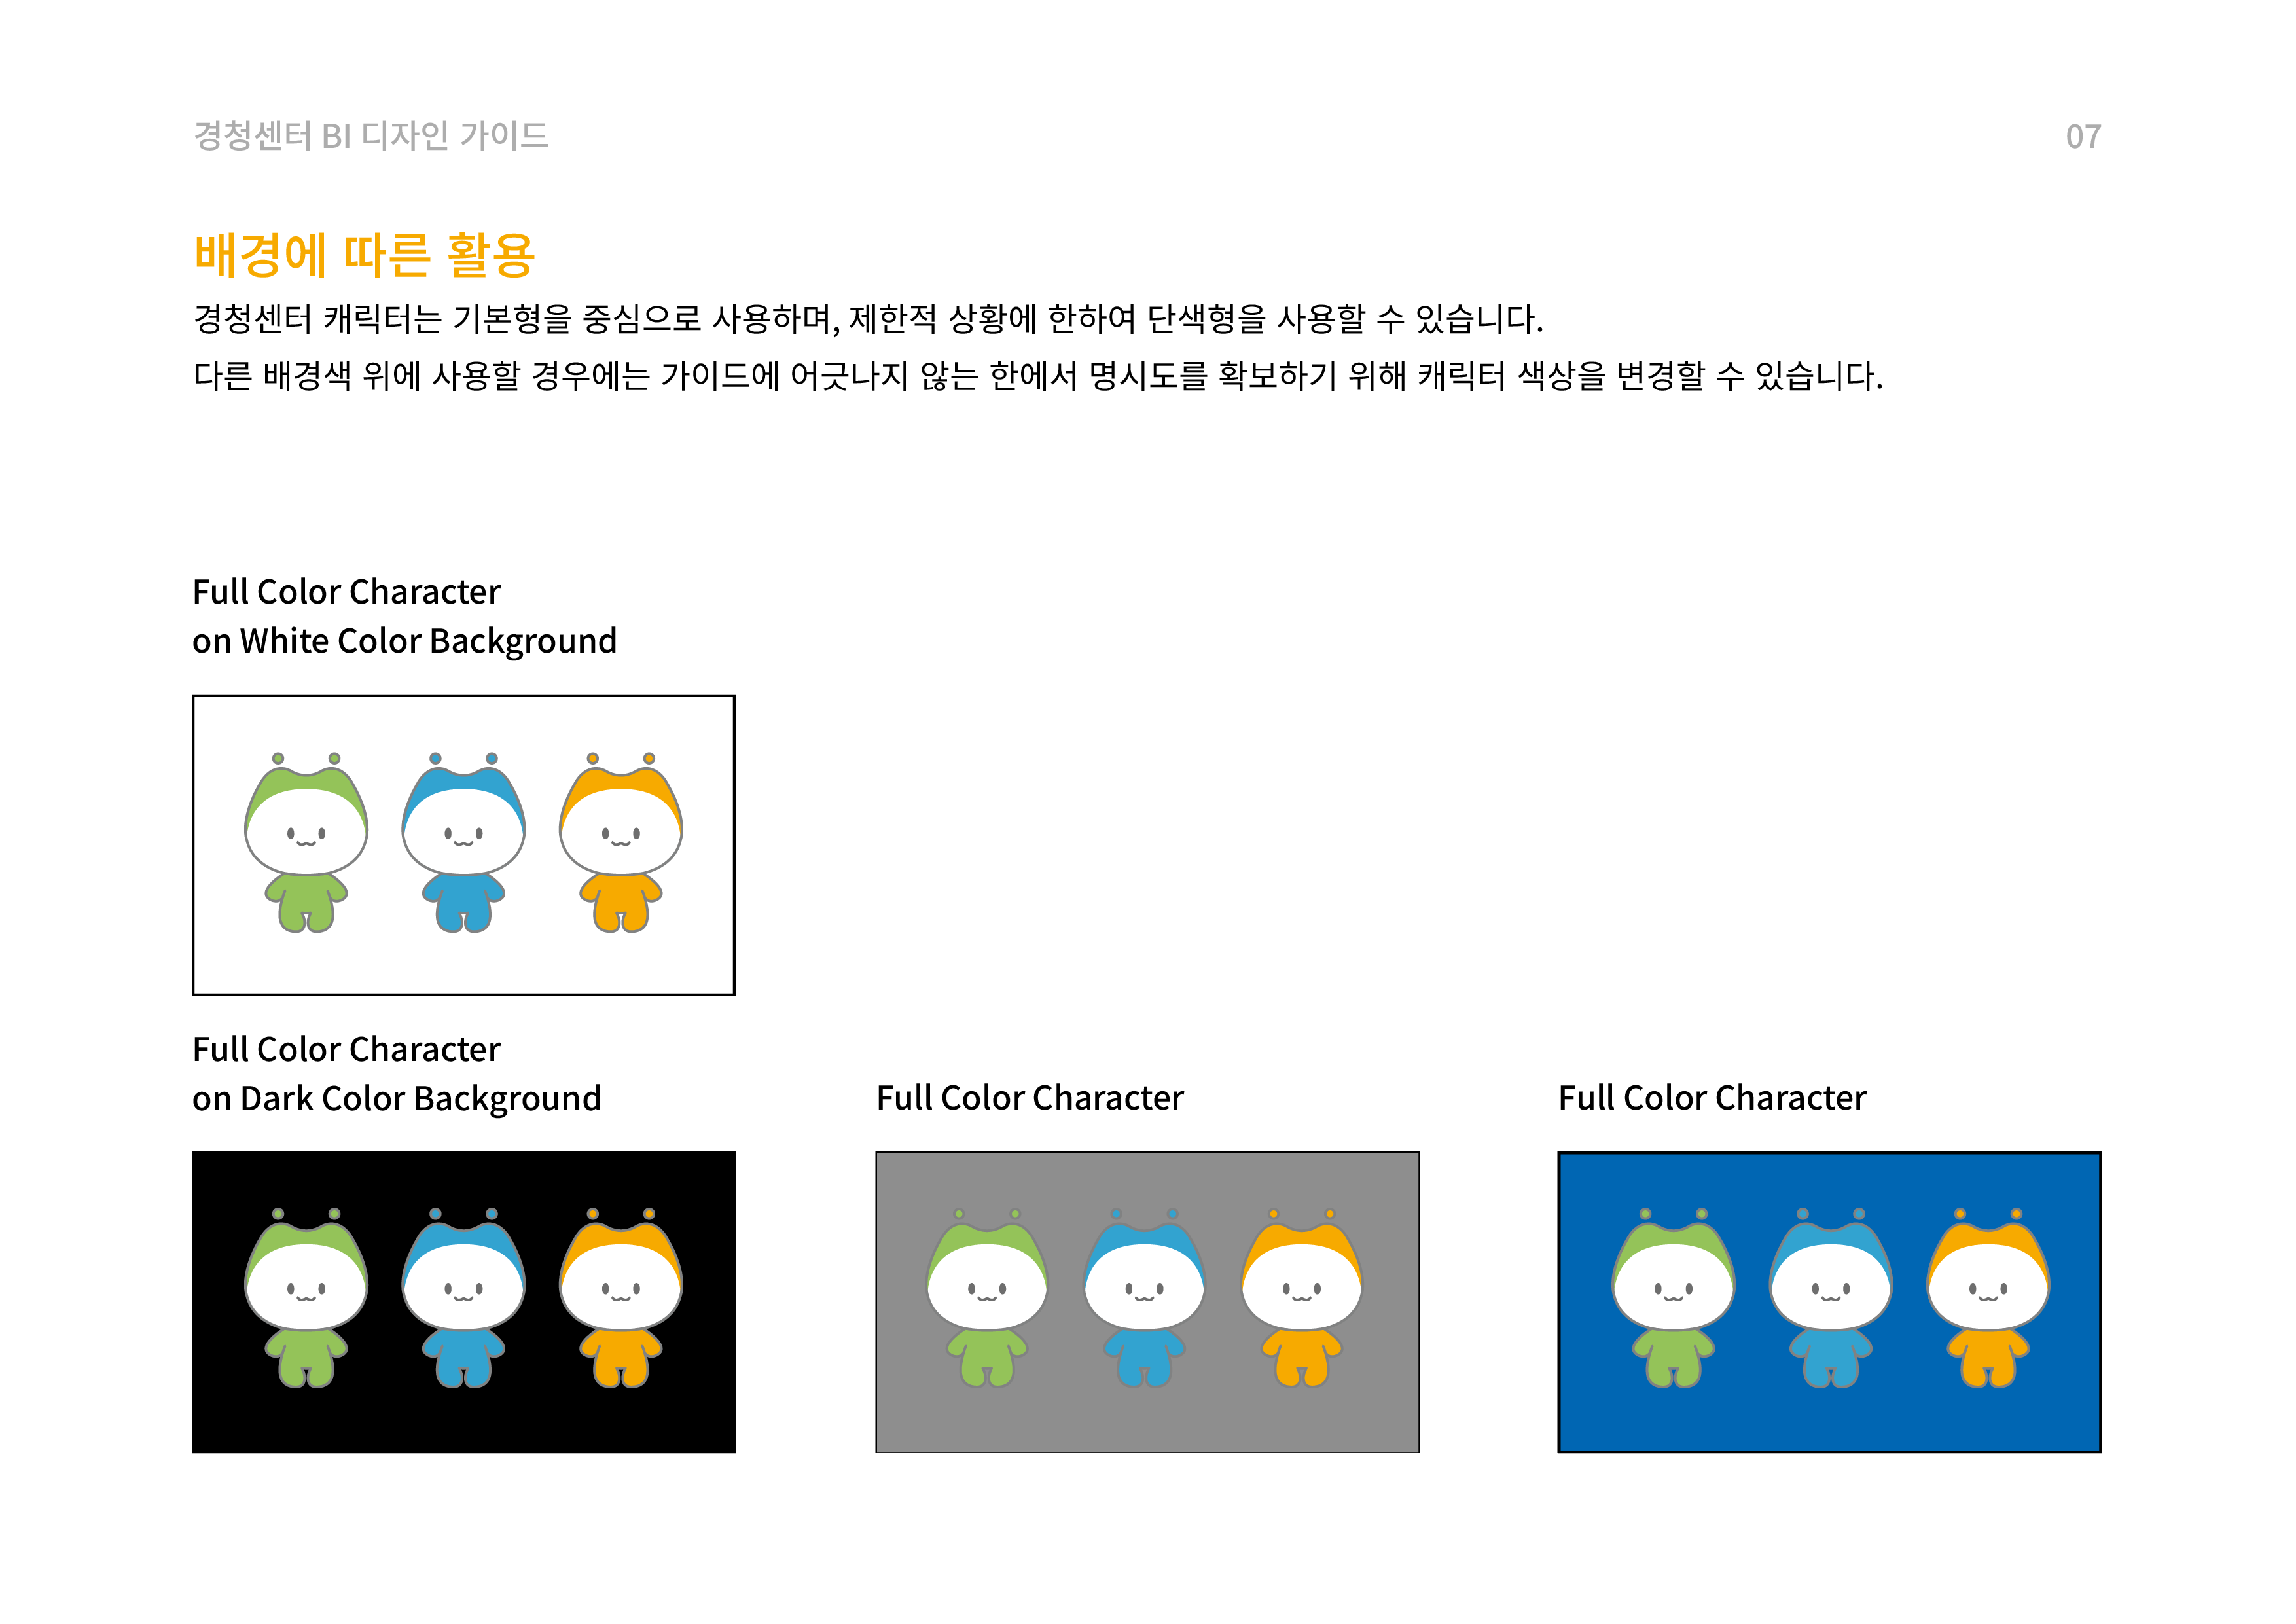 경청센터 BI 디자인 가이드
07
배경에 따른 활용
경청센터 캐릭터는 기본형을 중심으로 사용하며, 제한적 상황에 한하여 단색형을 사용할 수 있습니다.
다른 배경색 위에 사용할 경우에는 가이드에 어긋나지 않는 한에서 명시도를 확보하기 위해 캐릭터 색상을 변경할 수 있습니다.
Full Color Character
on White Color Background
Full Color Character
on Dark Color Background
Full Color Character
Full Color Character